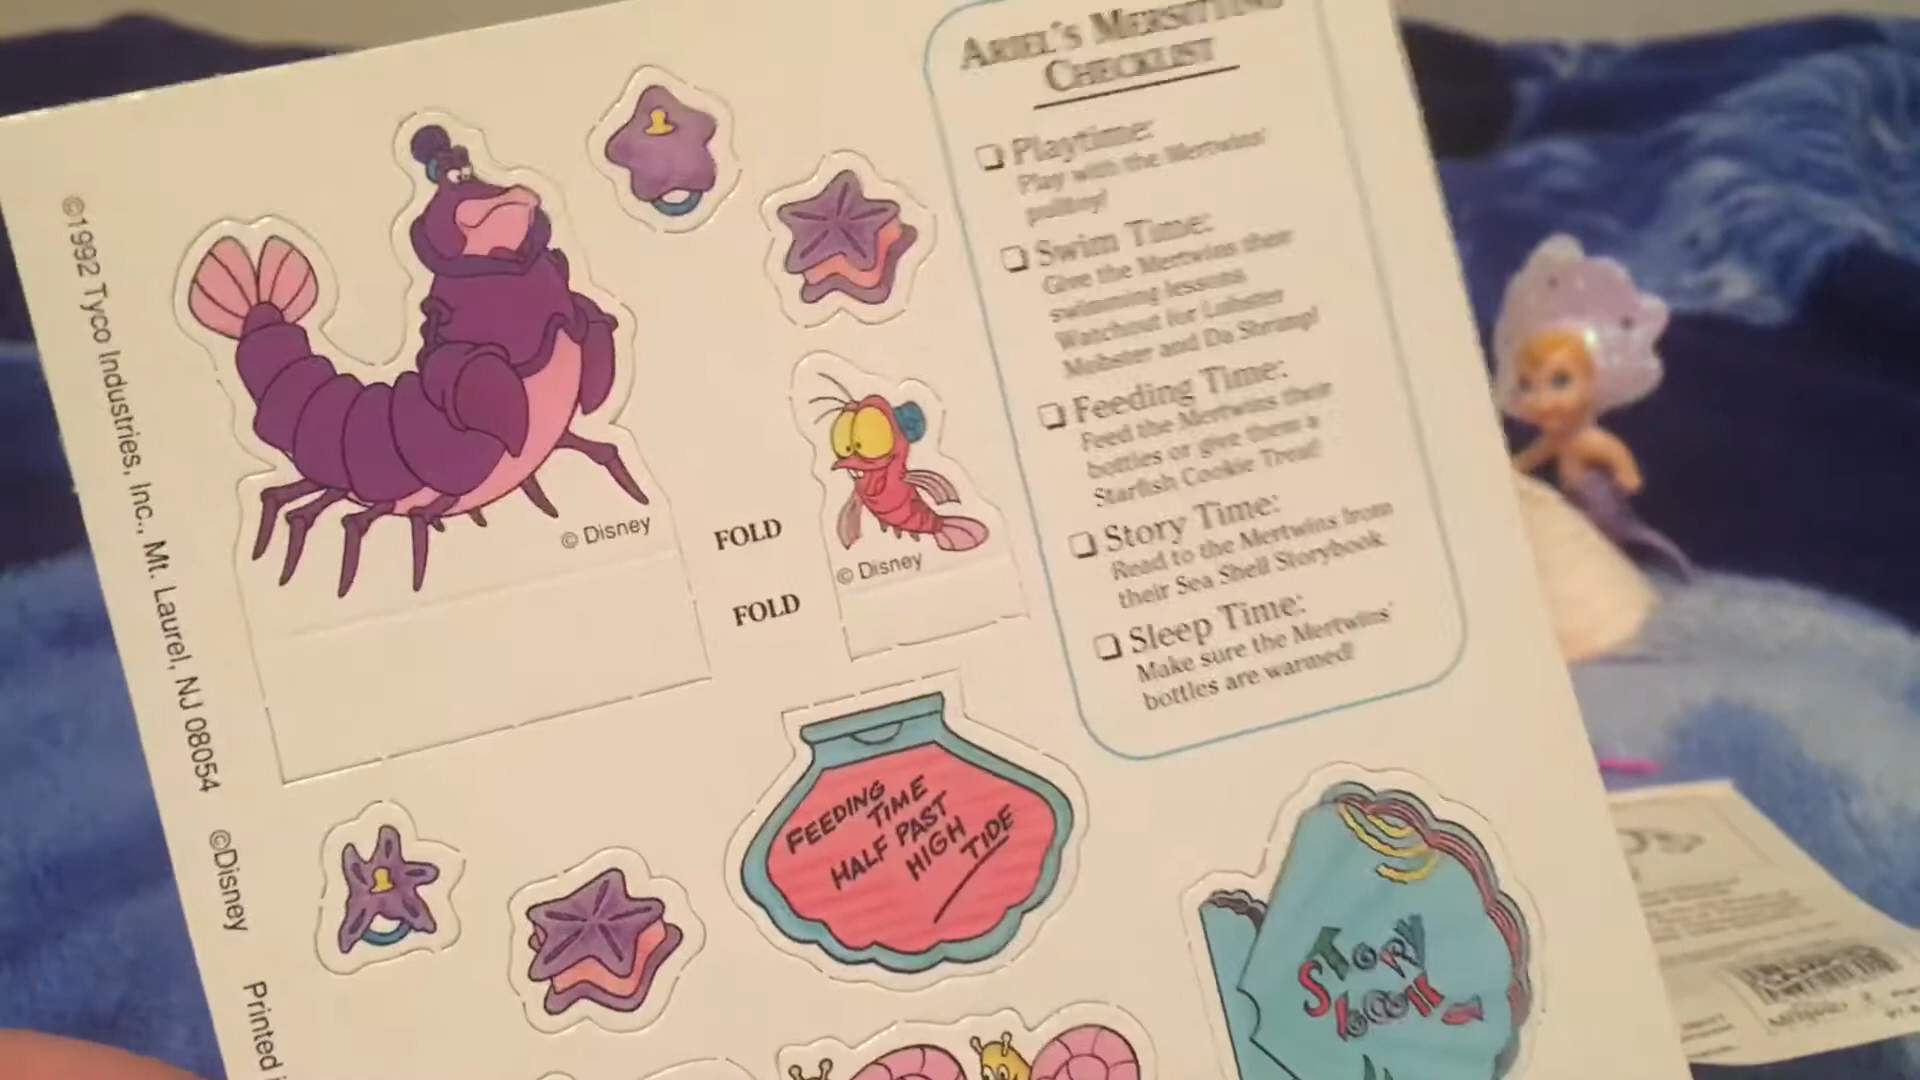 ©1992 Tyco Industries, Inc., Mt. Laurel, NJ 08054 ©Disney Printed
© Disney
FOLD
© Disney
FOLD
ARIEL'S MERSITTING
CHECKLIST
Playtime:
Play with the Mertwins'
Swim Time:
Give the Mertwins their
swimming lessons
Watchout for Lobster
Mobster and Da Shrimp!
Feeding Time:
Feed the Mertwins their
bottles or give them a
Starfish Cookie Treat!
Story Time:
Read to the Mertwins from
their Sea Shell Storybook.
Sleep Time:
Make sure the Mertwins'
bottles are warmed!
FEEDING
TIME
HALF PAST
HIGH
TIDE
STORY
book